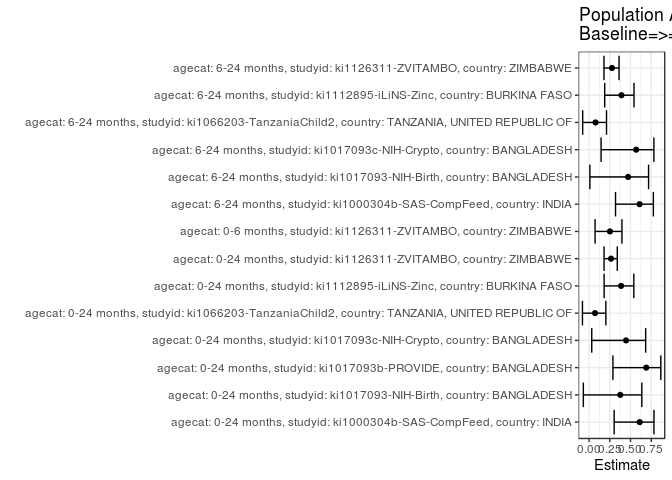 Population
Baseline=>=
agecat: 6-24 months, studyid: ki1126311-ZVITAMBO, country: ZIMBABWE
agecat: 6-24 months, studyid: ki1112895-iLiNS-Zinc, country: BURKINA FASO
agecat: 6-24 months, studyid: ki1066203-TanzaniaChild2, country: TANZANIA, UNITED REPUBLIC OF
agecat: 6-24 months, studyid: ki1017093c-NIH-Crypto, country: BANGLADESH
agecat: 6-24 months, studyid: ki1017093-NIH-Birth, country: BANGLADESH
agecat: 6-24 months, studyid: ki1000304b-SAS-CompFeed, country: INDIA
agecat: 0-6 months, studyid: ki1126311-ZVITAMBO, country: ZIMBABWE
agecat: 0-24 months, studyid: ki1126311-ZVITAMBO, country: ZIMBABWE
agecat: 0-24 months, studyid: ki1112895-iLiNS-Zinc, country: BURKINA FASO
agecat: 0-24 months, studyid: ki1066203-TanzaniaChild2, country: TANZANIA, UNITED REPUBLIC OF
agecat: 0-24 months, studyid: ki1017093c-NIH-Crypto, country: BANGLADESH
agecat: 0-24 months, studyid: ki1017093b-PROVIDE, country: BANGLADESH
agecat: 0-24 months, studyid: ki1017093-NIH-Birth, country: BANGLADESH
agecat: 0-24 months, studyid: ki1000304b-SAS-CompFeed, country: INDIA
0.00 0.25 0.50 0.75
Estimate